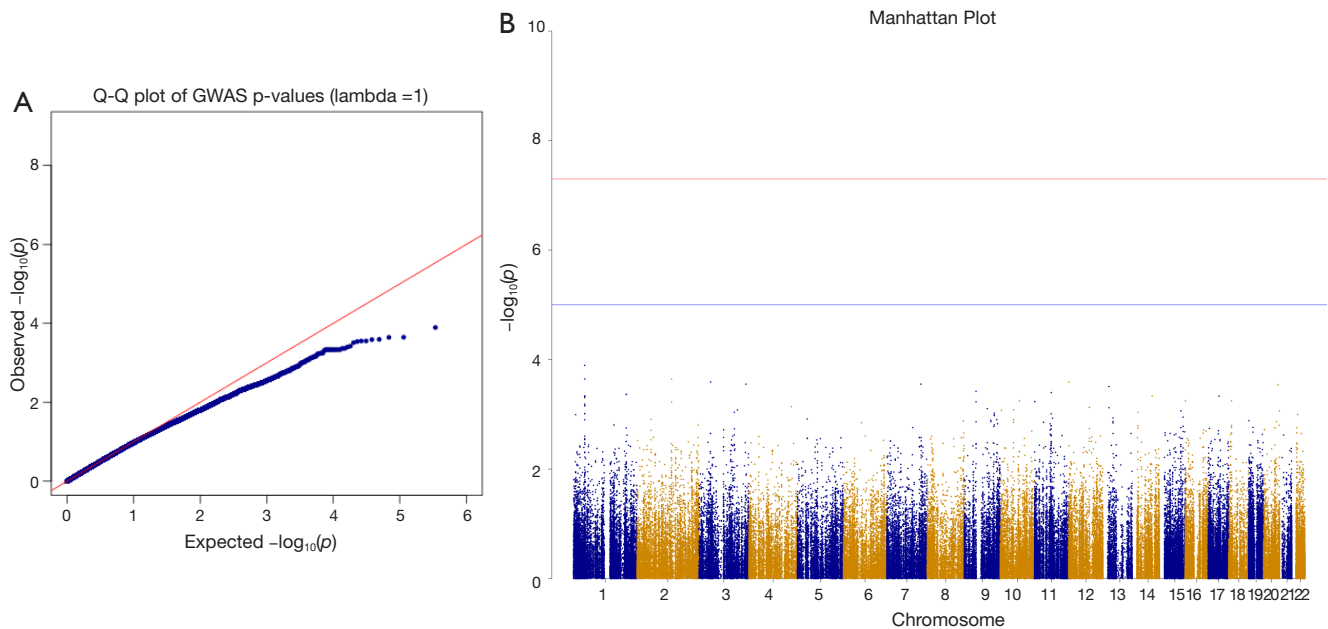 A
Q-Q plot of GWAS p-values (lambda =1)
Observed –log10(p)
8
6
4
2
0
0 1 2 3 4 5 6
Expected –log10(p)
B
Manhattan Plot
–log10(p)
10
8
6
4
2
0
1 2 3 4 5 6 7 8 9 10 11 12 13 14 15 16 17 18 19 20 21 22
Chromosome